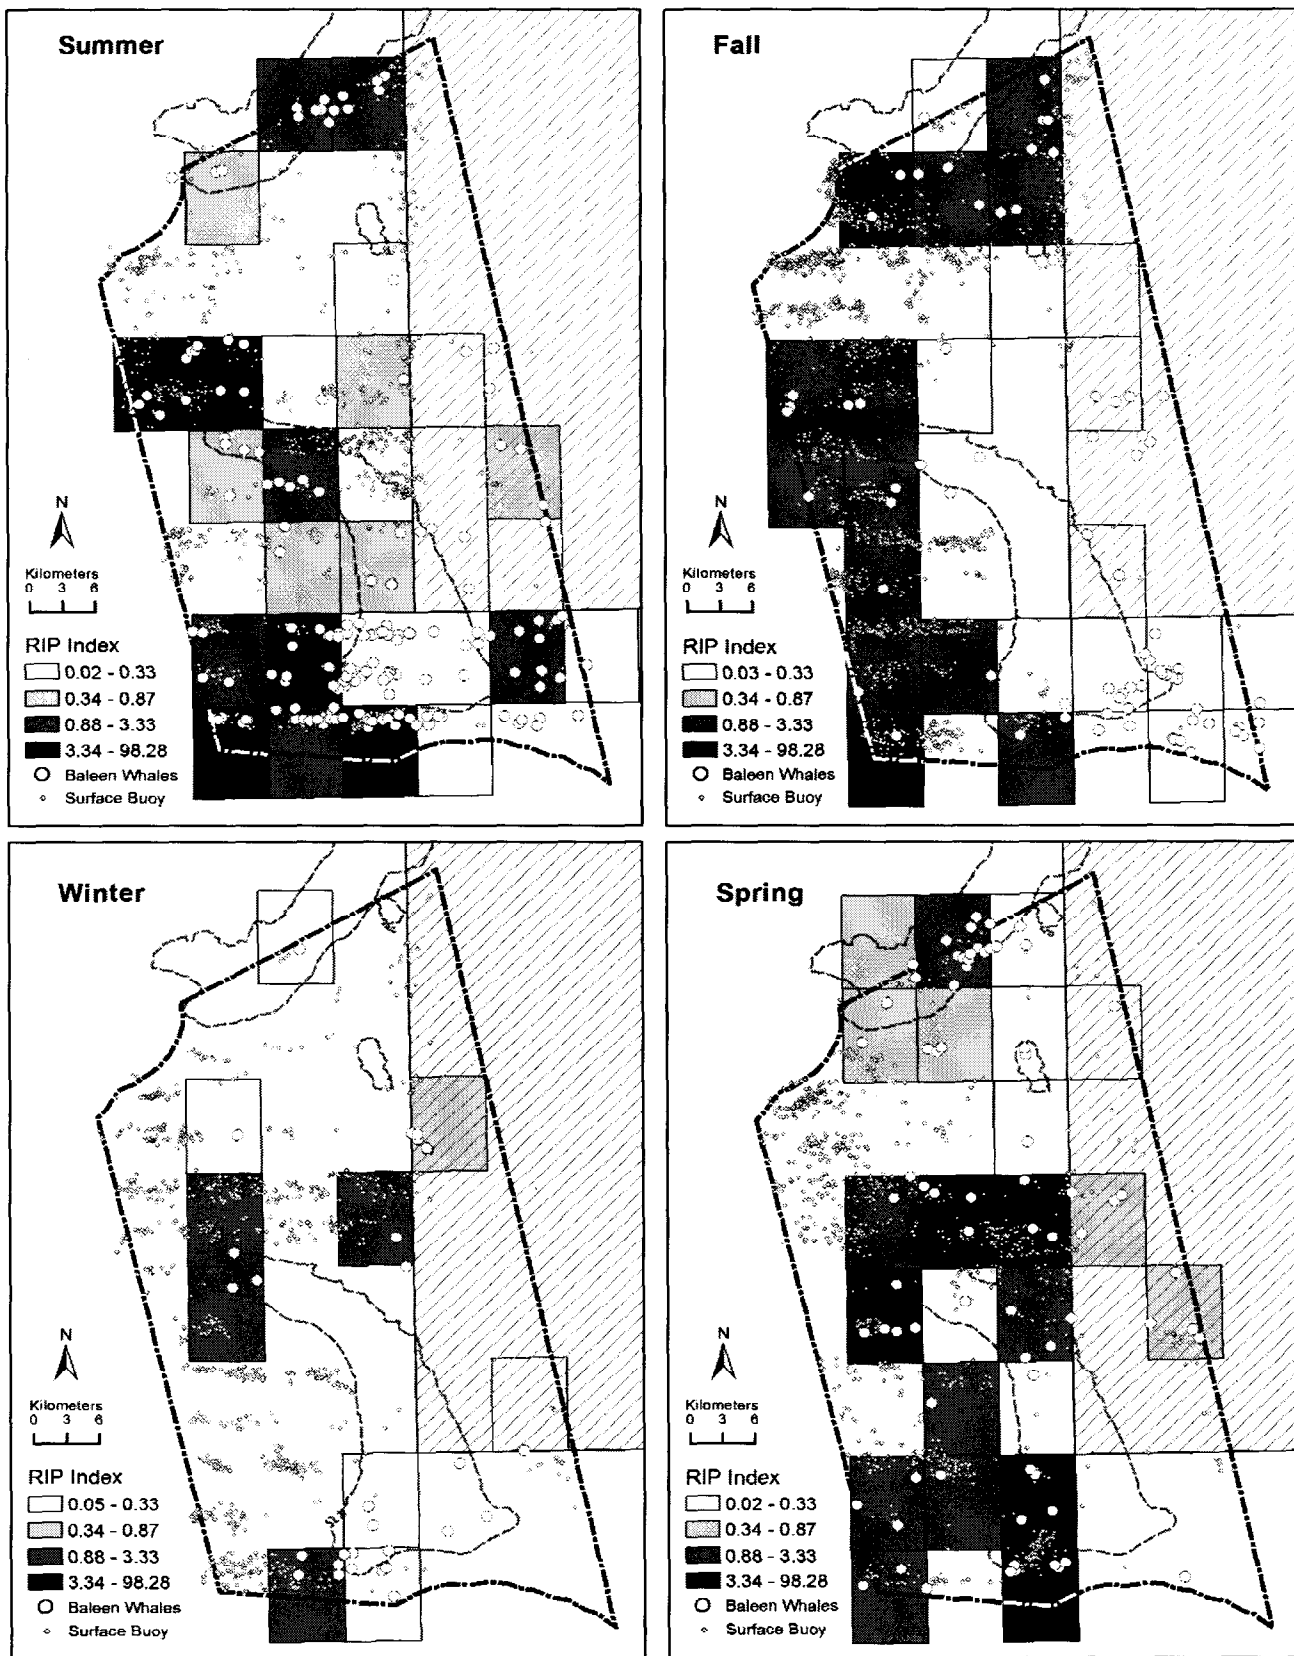 Summer
N
Kilometers
0 3 6
RIP Index
0.02 - 0.33
0.34 - 0.87
0.88 - 3.33
3.34 - 98.28
Baleen Whales
Surface Buoy
Fall
N
Kilometers
0 3 6
RIP Index
0.03 - 0.33
0.34 - 0.87
0.88 - 3.33
3.34 - 98.28
Baleen Whales
Surface Buoy
Winter
N
Kilometers
0 3 6
RIP Index
0.05 - 0.33
0.34 - 0.87
0.88 - 3.33
3.34 - 98.28
Baleen Whales
Surface Buoy
Spring
N
Kilometers
0 3 6
RIP Index
0.02 - 0.33
0.34 - 0.87
0.88 - 3.33
3.34 - 98.28
Baleen Whales
Surface Buoy